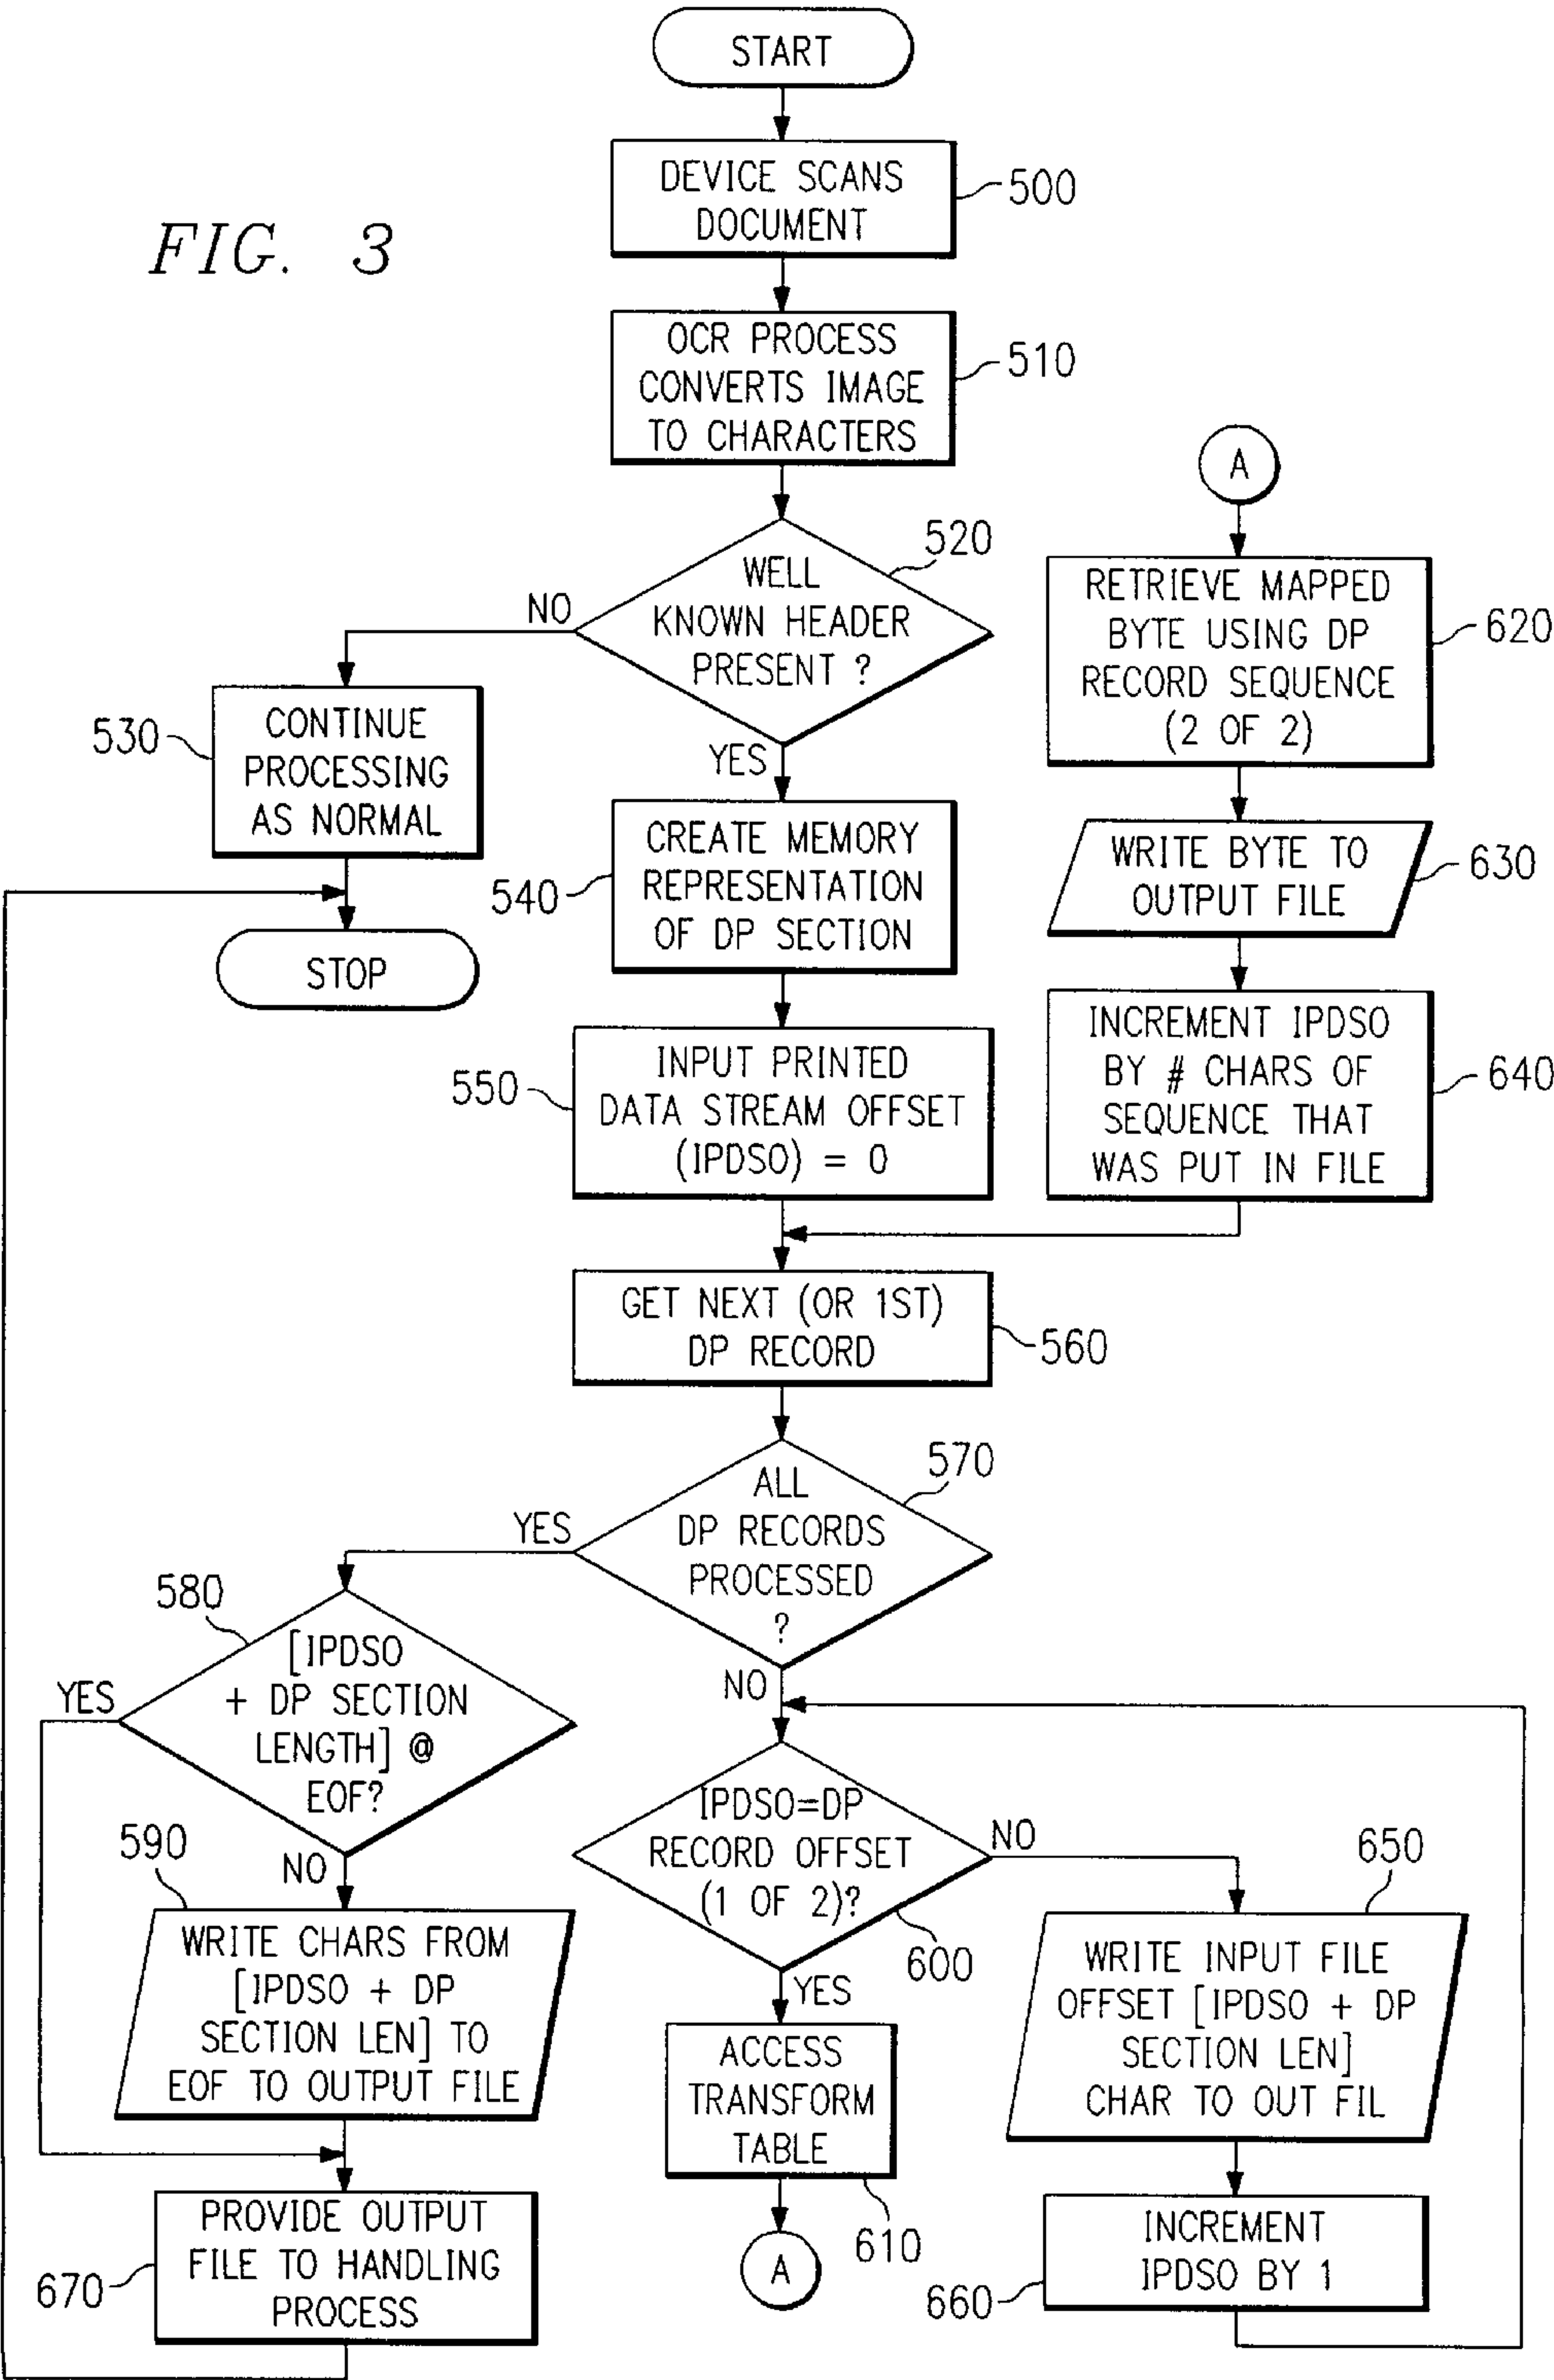 START
DEVICE SCANS
DOCUMENT
500
FIG. 3
OCR PROCESS
CONVERTS IMAGE
TO CHARACTERS
510
WELL
KNOWN HEADER
PRESENT ?
520
NO
YES
CONTINUE
PROCESSING
AS NORMAL
530
STOP
CREATE MEMORY
REPRESENTATION
OF DP SECTION
540
INPUT PRINTED
DATA STREAM OFFSET
(IPDSO) = 0
550
A
RETRIEVE MAPPED
BYTE USING DP
RECORD SEQUENCE
(2 OF 2)
620
WRITE BYTE TO
OUTPUT FILE
630
INCREMENT IPDSO
BY # CHARS OF
SEQUENCE THAT
WAS PUT IN FILE
640
GET NEXT (OR 1ST)
DP RECORD
560
ALL
DP RECORDS
PROCESSED
?
570
YES
NO
580
[IPDSO
+ DP SECTION
LENGTH] @
EOF?
YES
NO
590
WRITE CHARS FROM
[IPDSO + DP
SECTION LEN] TO
EOF TO OUTPUT FILE
PROVIDE OUTPUT
FILE TO HANDLING
PROCESS
670
IPDSO=DP
RECORD OFFSET
(1 OF 2)?
600
NO
YES
ACCESS
TRANSFORM
TABLE
610
A
650
WRITE INPUT FILE
OFFSET [IPDSO + DP
SECTION LEN]
CHAR TO OUT FIL
INCREMENT
IPDSO BY 1
660